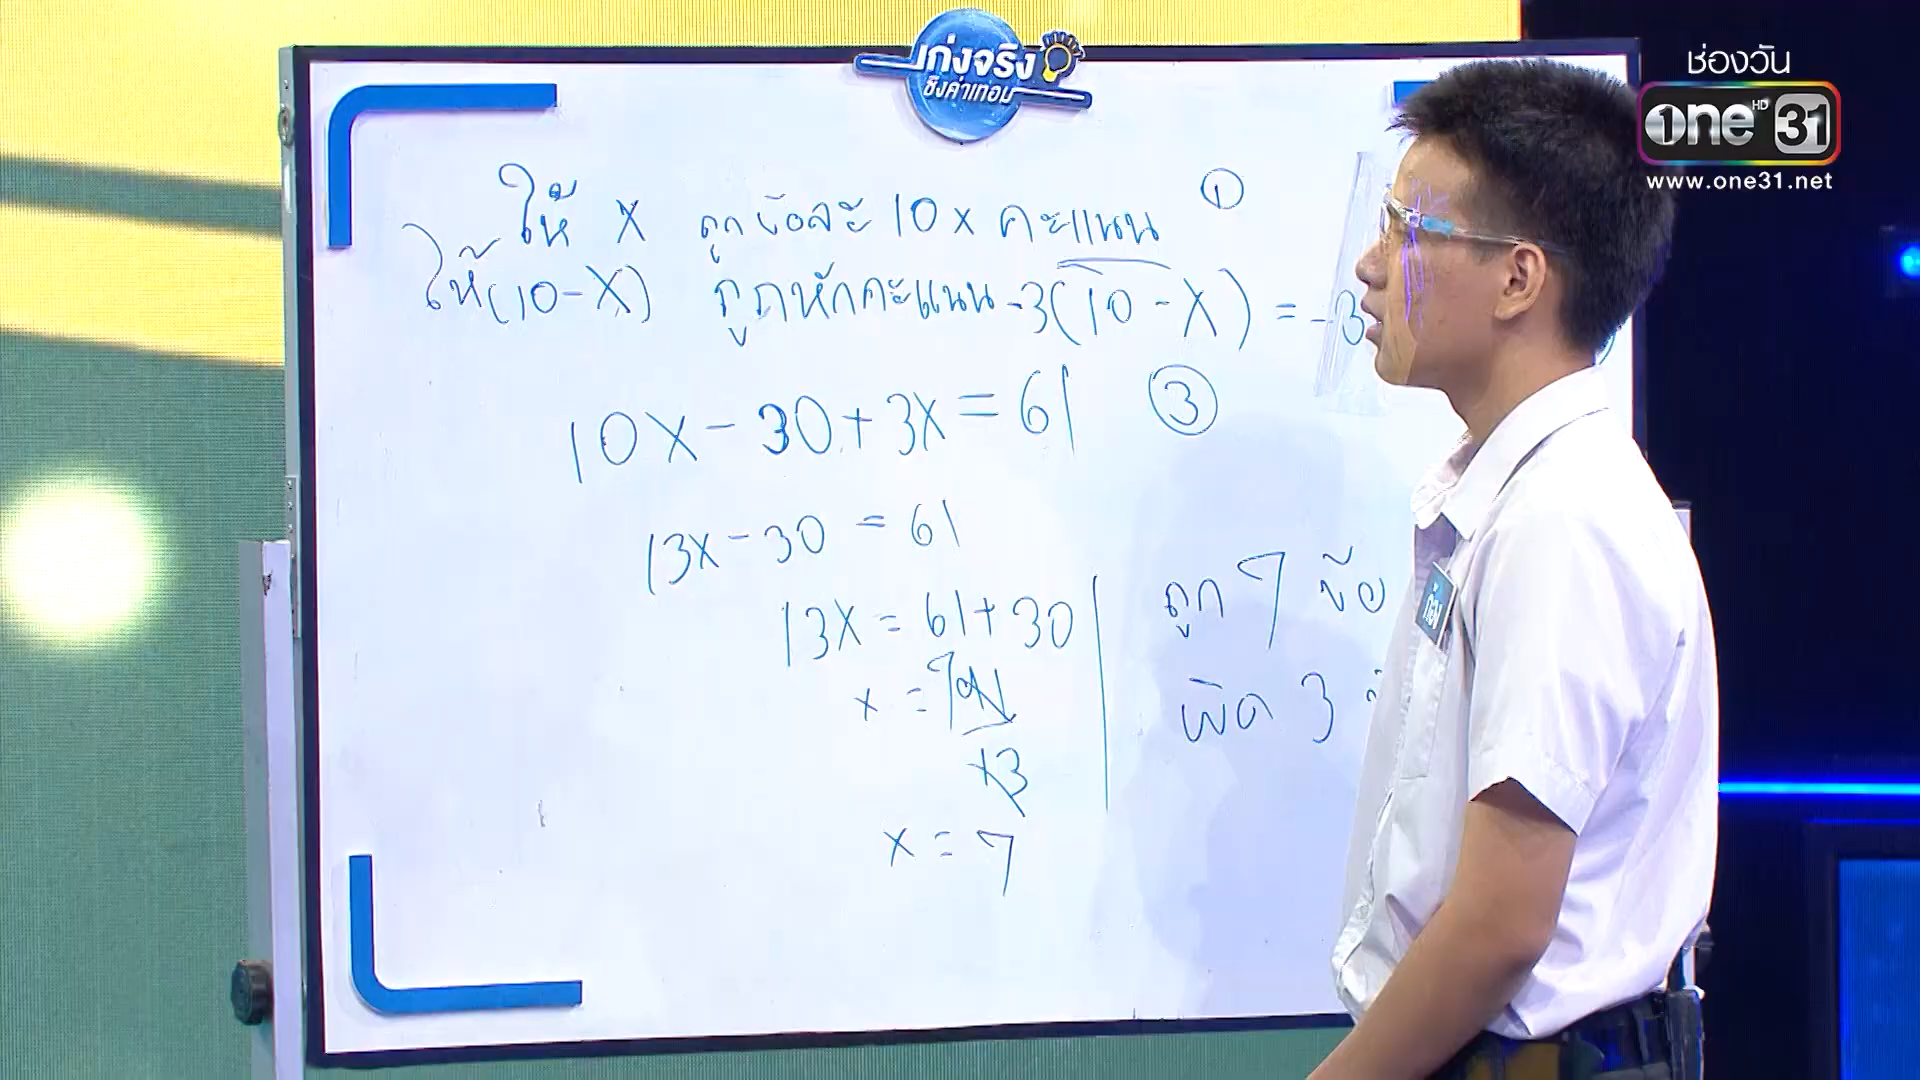 เก่งจริง
ชิงค่าเทอม
ช่องวัน
one HD 31
www.one31.net
ให้ x ถูกข้อละ 10x คะแนน ①
ให้ (10-x) ถูกหักคะแนน -3(10-x) = -3
10x - 30 + 3x = 61 ③
13x - 30 = 61
13x = 61 + 30
x = 91
13
x = 7
ถูก 7 ข้อ
ผิด 3
ก้อง